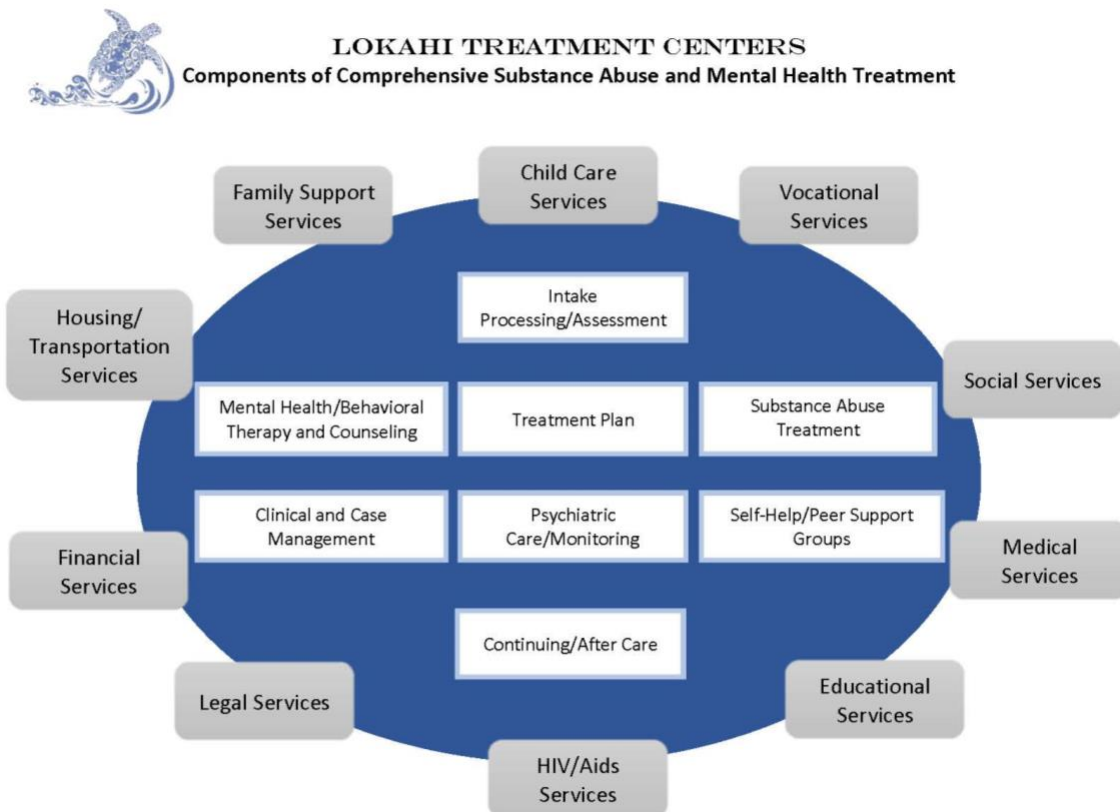 LOKAHI TREATMENT CENTERS
Components of Comprehensive Substance Abuse and Mental Health Treatment
Child Care
Services
Family Support
Services
Vocational
Services
Intake
Processing/Assessment
Housing/
Transportation
Services
Social Services
Mental Health/Behavioral
Therapy and Counseling
Treatment Plan
Substance Abuse
Treatment
Clinical and Case
Management
Psychiatric
Care/Monitoring
Self-Help/Peer Support
Groups
Financial
Services
Medical
Services
Continuing/After Care
Legal Services
Educational
Services
HIV/Aids
Services